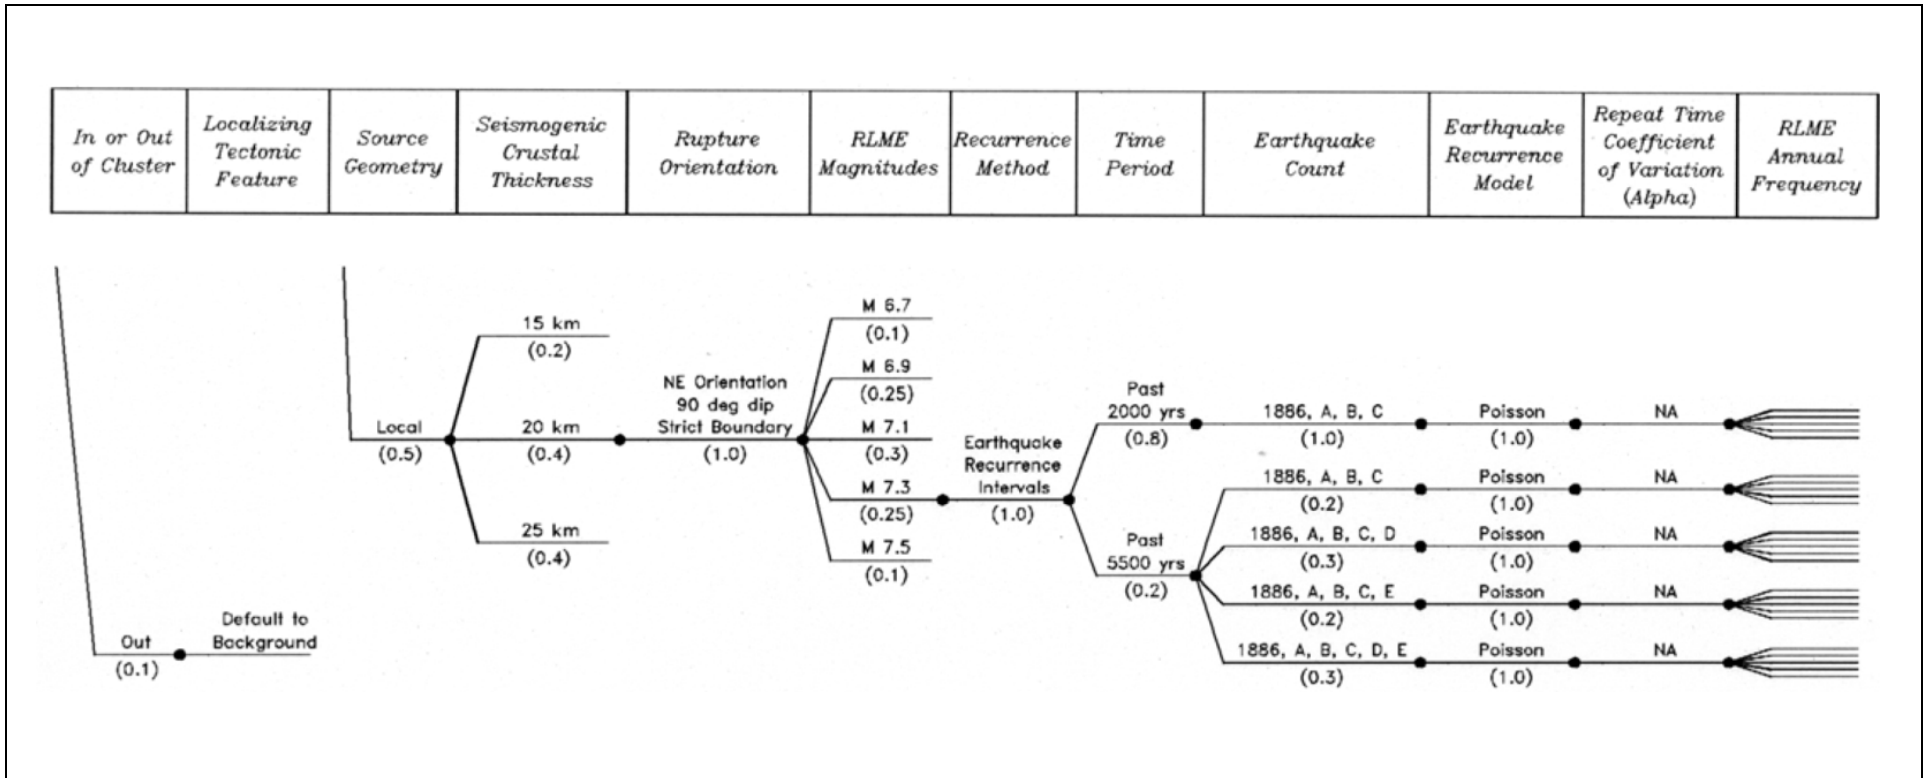 In or Out
of Cluster
Localizing
Tectonic
Feature
Source
Geometry
Seismogenic
Crustal
Thickness
Rupture
Orientation
RLME
Magnitudes
Recurrence
Method
Time
Period
Earthquake
Count
Earthquake
Recurrence
Model
Repeat Time
Coefficient
of Variation
(Alpha)
RLME
Annual
Frequency
Out
(0.1)
Default to
Background
Local
(0.5)
15 km
(0.2)
20 km
(0.4)
25 km
(0.4)
NE Orientation
90 deg dip
Strict Boundary
(1.0)
M 6.7
(0.1)
M 6.9
(0.25)
M 7.1
(0.3)
M 7.3
(0.25)
M 7.5
(0.1)
Earthquake
Recurrence
Intervals
(1.0)
Past
2000 yrs
(0.8)
Past
5500 yrs
(0.2)
1886, A, B, C
(1.0)
Poisson
(1.0)
NA
1886, A, B, C
(0.2)
Poisson
(1.0)
NA
1886, A, B, C, D
(0.3)
Poisson
(1.0)
NA
1886, A, B, C, E
(0.2)
Poisson
(1.0)
NA
1886, A, B, C, D, E
(0.3)
Poisson
(1.0)
NA